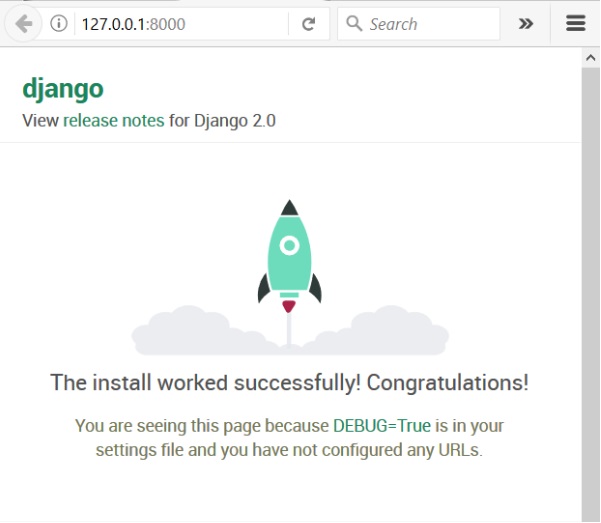 127.0.0.1:8000
Search
django
View release notes for Django 2.0
The install worked successfully! Congratulations!
You are seeing this page because DEBUG=True is in your
settings file and you have not configured any URLs.